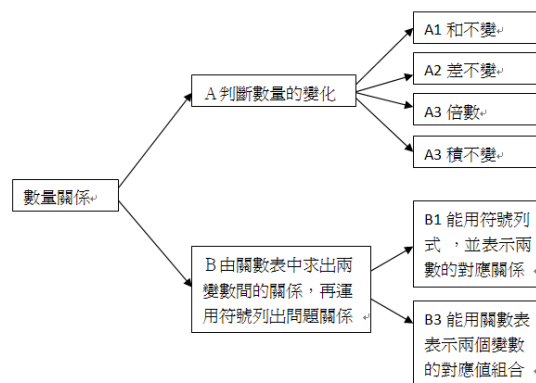 數量關係
A 判斷數量的變化
A1 和不變
A2 差不變
A3 倍數
A3 積不變
B 由關數表中求出兩
變數間的關係，再運
用符號列出問題關係
B1 能用符號列
式 ，並表示兩
數的對應關係
B3 能用關數表
表示兩個變數
的對應值組合